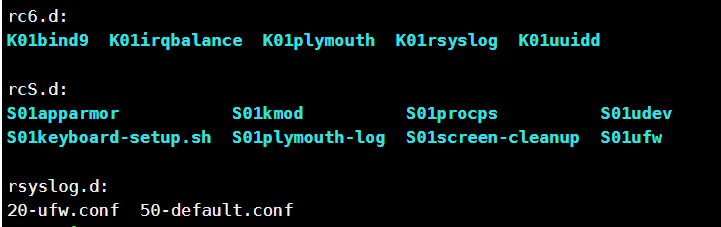 rc6.d:
K01bind9  K01irqbalance  K01plymouth  K01rsyslog  K01uuidd
rcS.d:
S01apparmor           S01kmod          S01procps         S01udev
S01keyboard-setup.sh  S01plymouth-log  S01screen-cleanup  S01ufw
rsyslog.d:
20-ufw.conf  50-default.conf